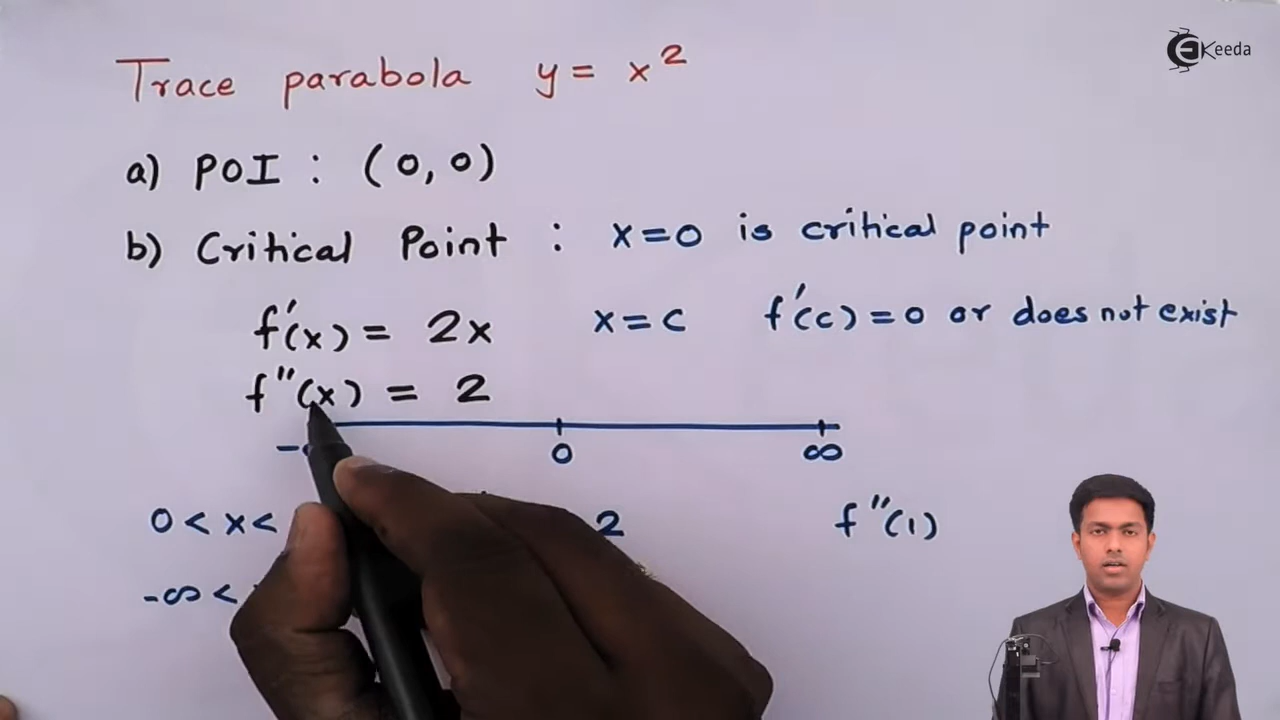 EKeeda
Trace parabola y = x²
a) POI : (0, 0)
b) Critical Point : x=0 is critical point
f'(x) = 2x x = c f'(c) = 0 or does not exist
f''(x) = 2
0 ∞
0 < x < 2 f''(1)
-∞ <